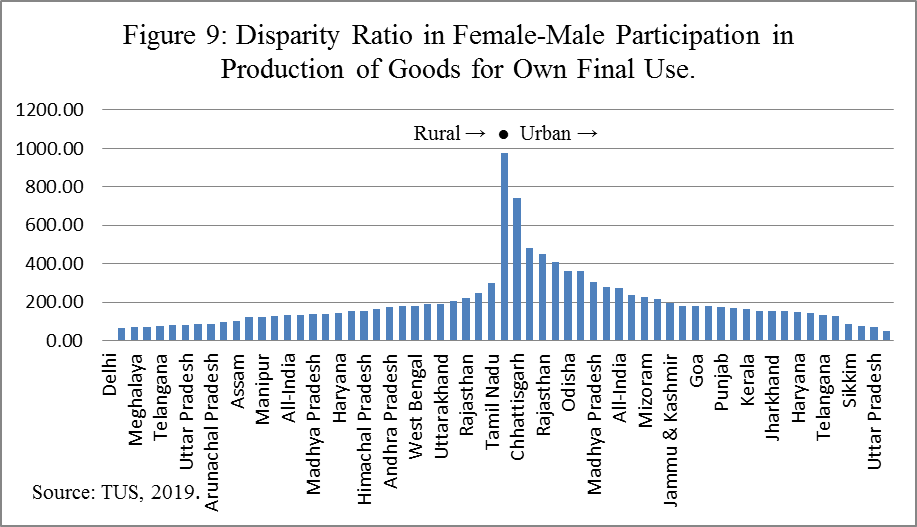 Figure 9: Disparity Ratio in Female-Male Participation in
Production of Goods for Own Final Use.
1200.00
1000.00
800.00
600.00
400.00
200.00
0.00
Rural → ● Urban →
Delhi
Meghalaya
Telangana
Uttar Pradesh
Arunachal Pradesh
Assam
Manipur
All-India
Madhya Pradesh
Haryana
Himachal Pradesh
Andhra Pradesh
West Bengal
Uttarakhand
Rajasthan
Tamil Nadu
Chhattisgarh
Rajasthan
Odisha
Madhya Pradesh
All-India
Mizoram
Jammu & Kashmir
Goa
Punjab
Kerala
Jharkhand
Haryana
Telangana
Sikkim
Uttar Pradesh
Source: TUS, 2019.